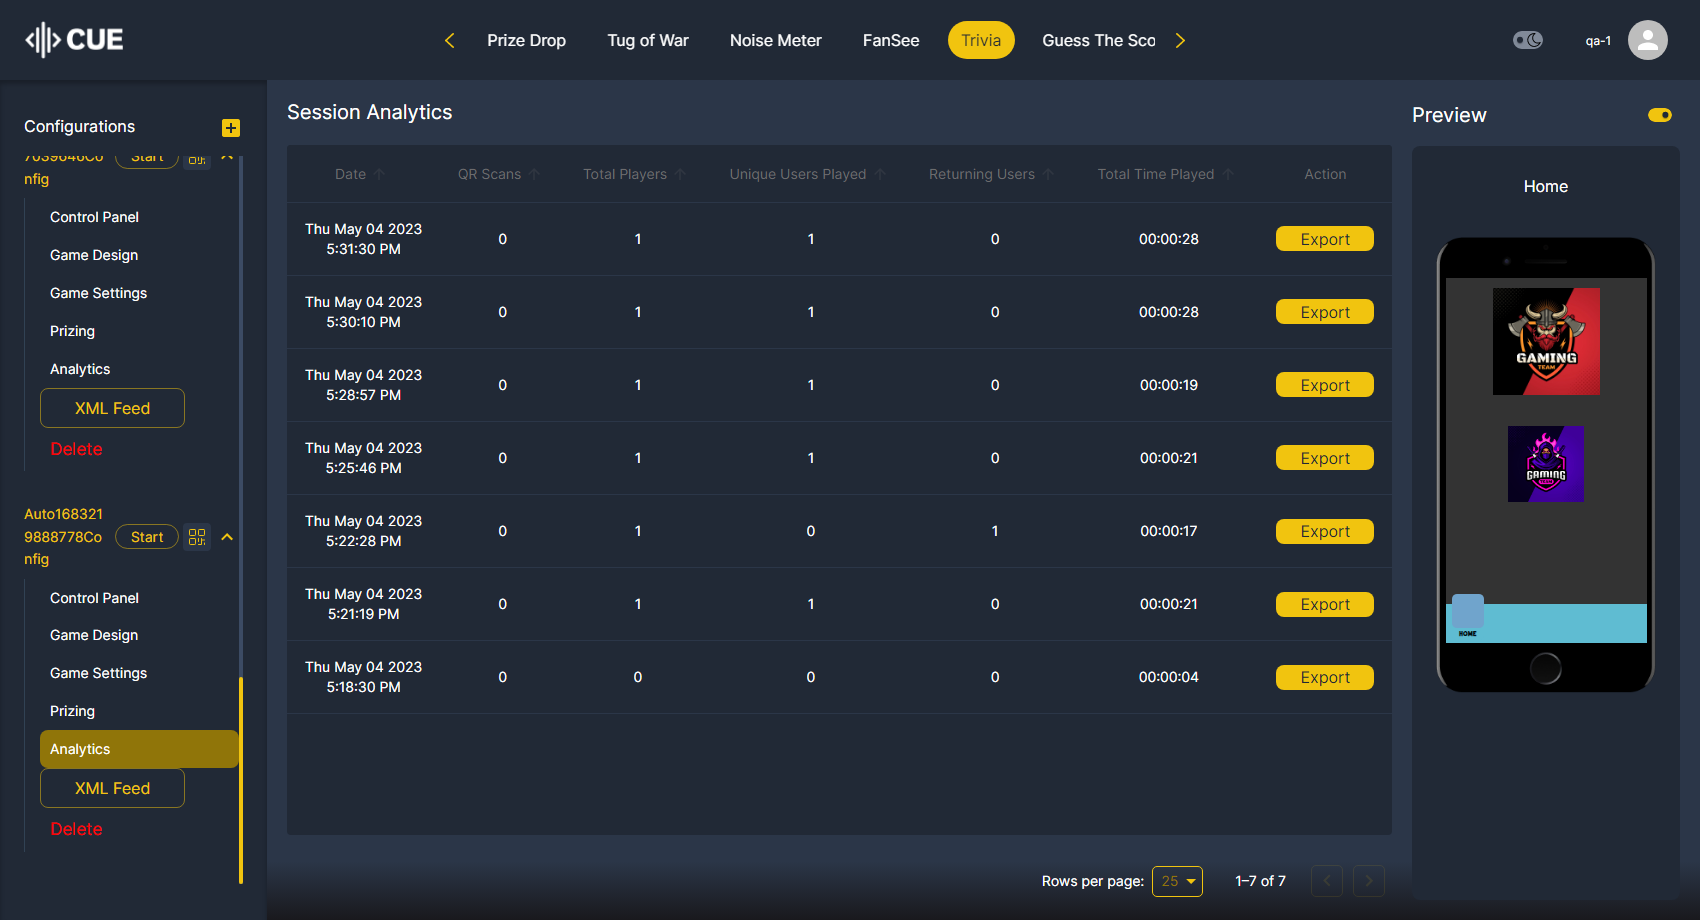 CUE
Prize Drop
Tug of War
Noise Meter
FanSee
Trivia
Guess The Sco
qa-1
Configurations
7039646Co
nfig
Start
Control Panel
Game Design
Game Settings
Prizing
Analytics
XML Feed
Delete
Auto168321
9888778Co
nfig
Start
Control Panel
Game Design
Game Settings
Prizing
Analytics
XML Feed
Delete
Session Analytics
Date QR Scans Total Players Unique Users Played Returning Users Total Time Played Action
Thu May 04 2023
5:31:30 PM 0 1 1 0 00:00:28 Export
Thu May 04 2023
5:30:10 PM 0 1 1 0 00:00:28 Export
Thu May 04 2023
5:28:57 PM 0 1 1 0 00:00:19 Export
Thu May 04 2023
5:25:46 PM 0 1 1 0 00:00:21 Export
Thu May 04 2023
5:22:28 PM 0 1 0 1 00:00:17 Export
Thu May 04 2023
5:21:19 PM 0 1 1 0 00:00:21 Export
Thu May 04 2023
5:18:30 PM 0 0 0 0 00:00:04 Export
Rows per page: 25 1–7 of 7
Preview
Home
GAMING
TEAM
GAMING
TEAM
HOME